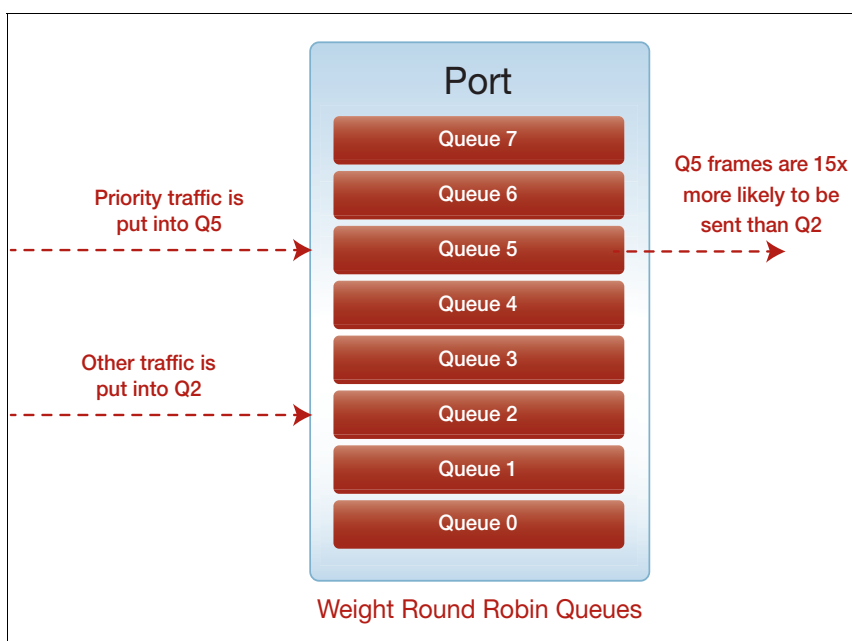 Port
Queue 7
Queue 6
Queue 5
Queue 4
Queue 3
Queue 2
Queue 1
Queue 0
Priority traffic is
put into Q5
Other traffic is
put into Q2
Q5 frames are 15x
more likely to be
sent than Q2
Weight Round Robin Queues